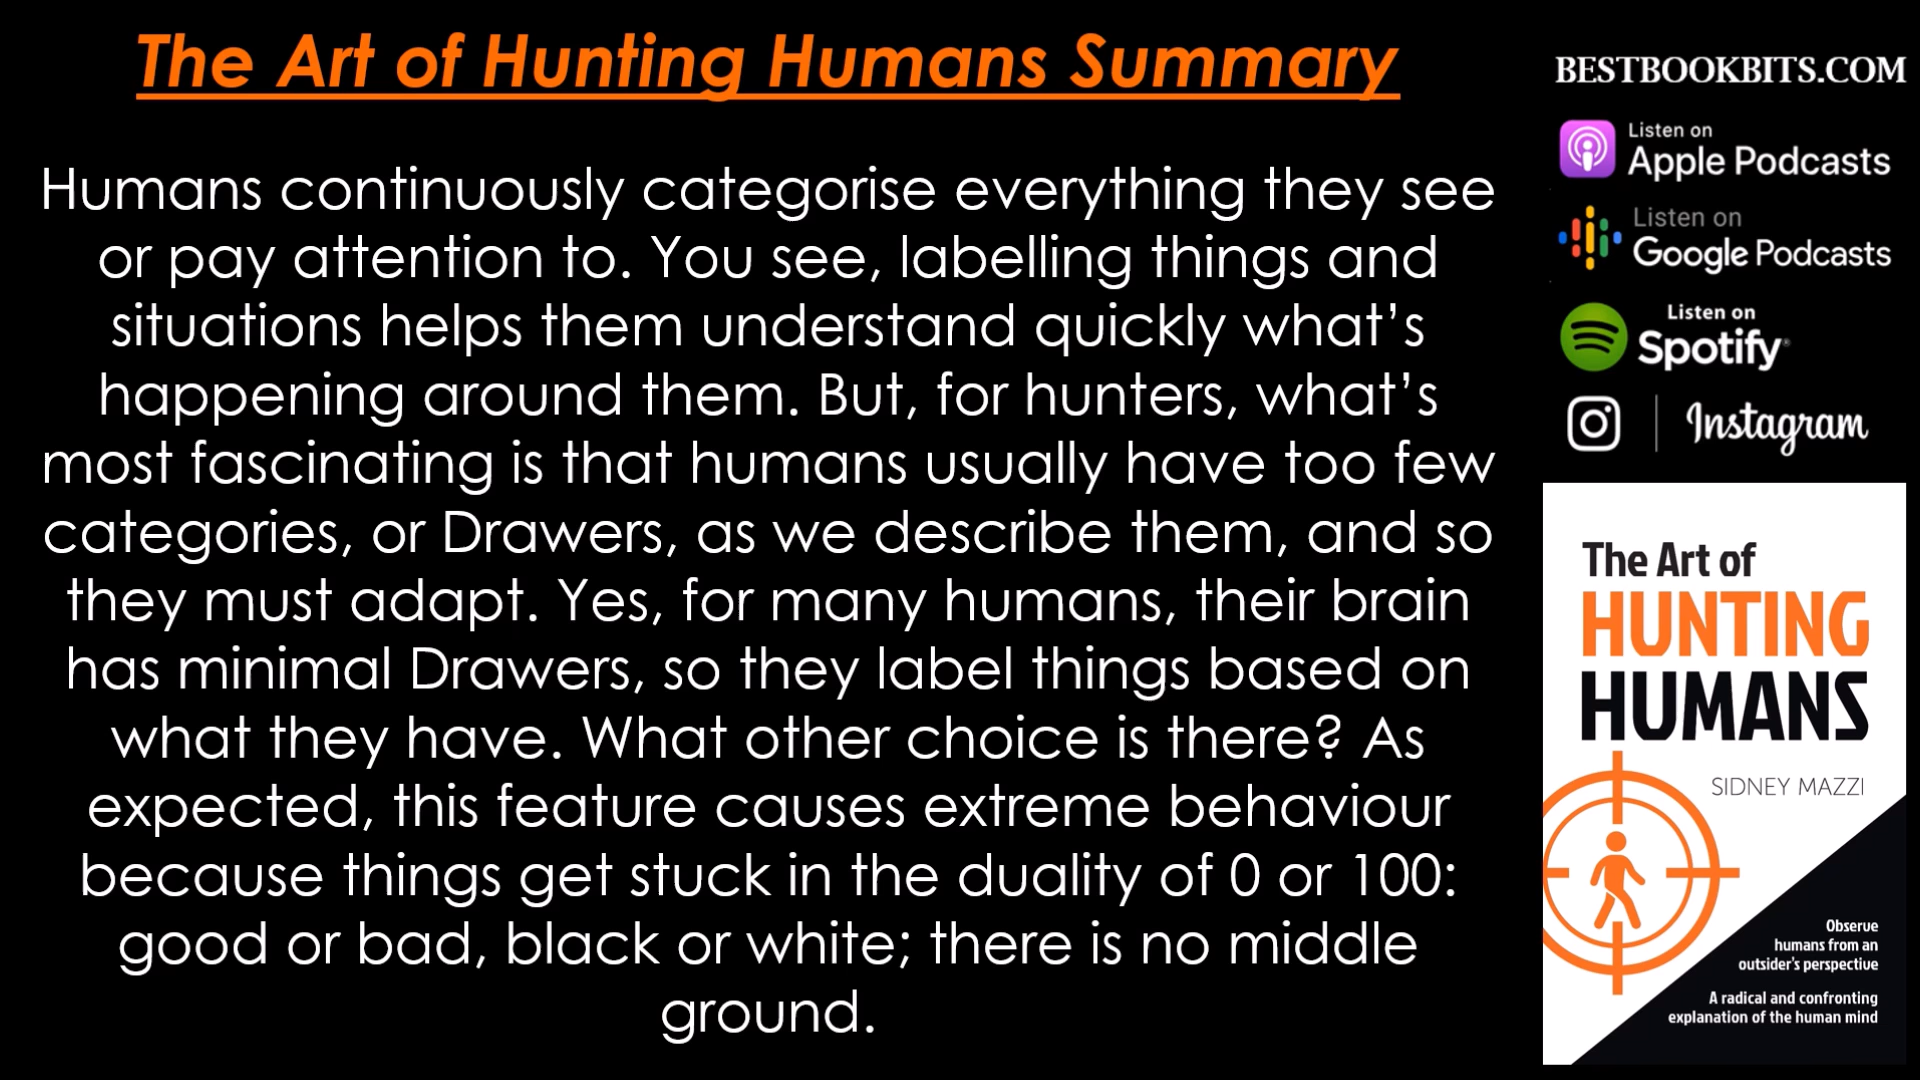 The Art of Hunting Humans Summary
Humans continuously categorise everything they see
or pay attention to. You see, labelling things and
situations helps them understand quickly what’s
happening around them. But, for hunters, what’s
most fascinating is that humans usually have too few
categories, or Drawers, as we describe them, and so
they must adapt. Yes, for many humans, their brain
has minimal Drawers, so they label things based on
what they have. What other choice is there? As
expected, this feature causes extreme behaviour
because things get stuck in the duality of 0 or 100:
good or bad, black or white; there is no middle
ground.
BESTBOOKBITS.COM
Listen on
Apple Podcasts
Listen on
Google Podcasts
Listen on
Spotify
Instagram
The Art of
HUNTING
HUMANS
SIDNEY MAZZI
Observe
humans from an
outsider's perspective
A radical and confronting
explanation of the human mind